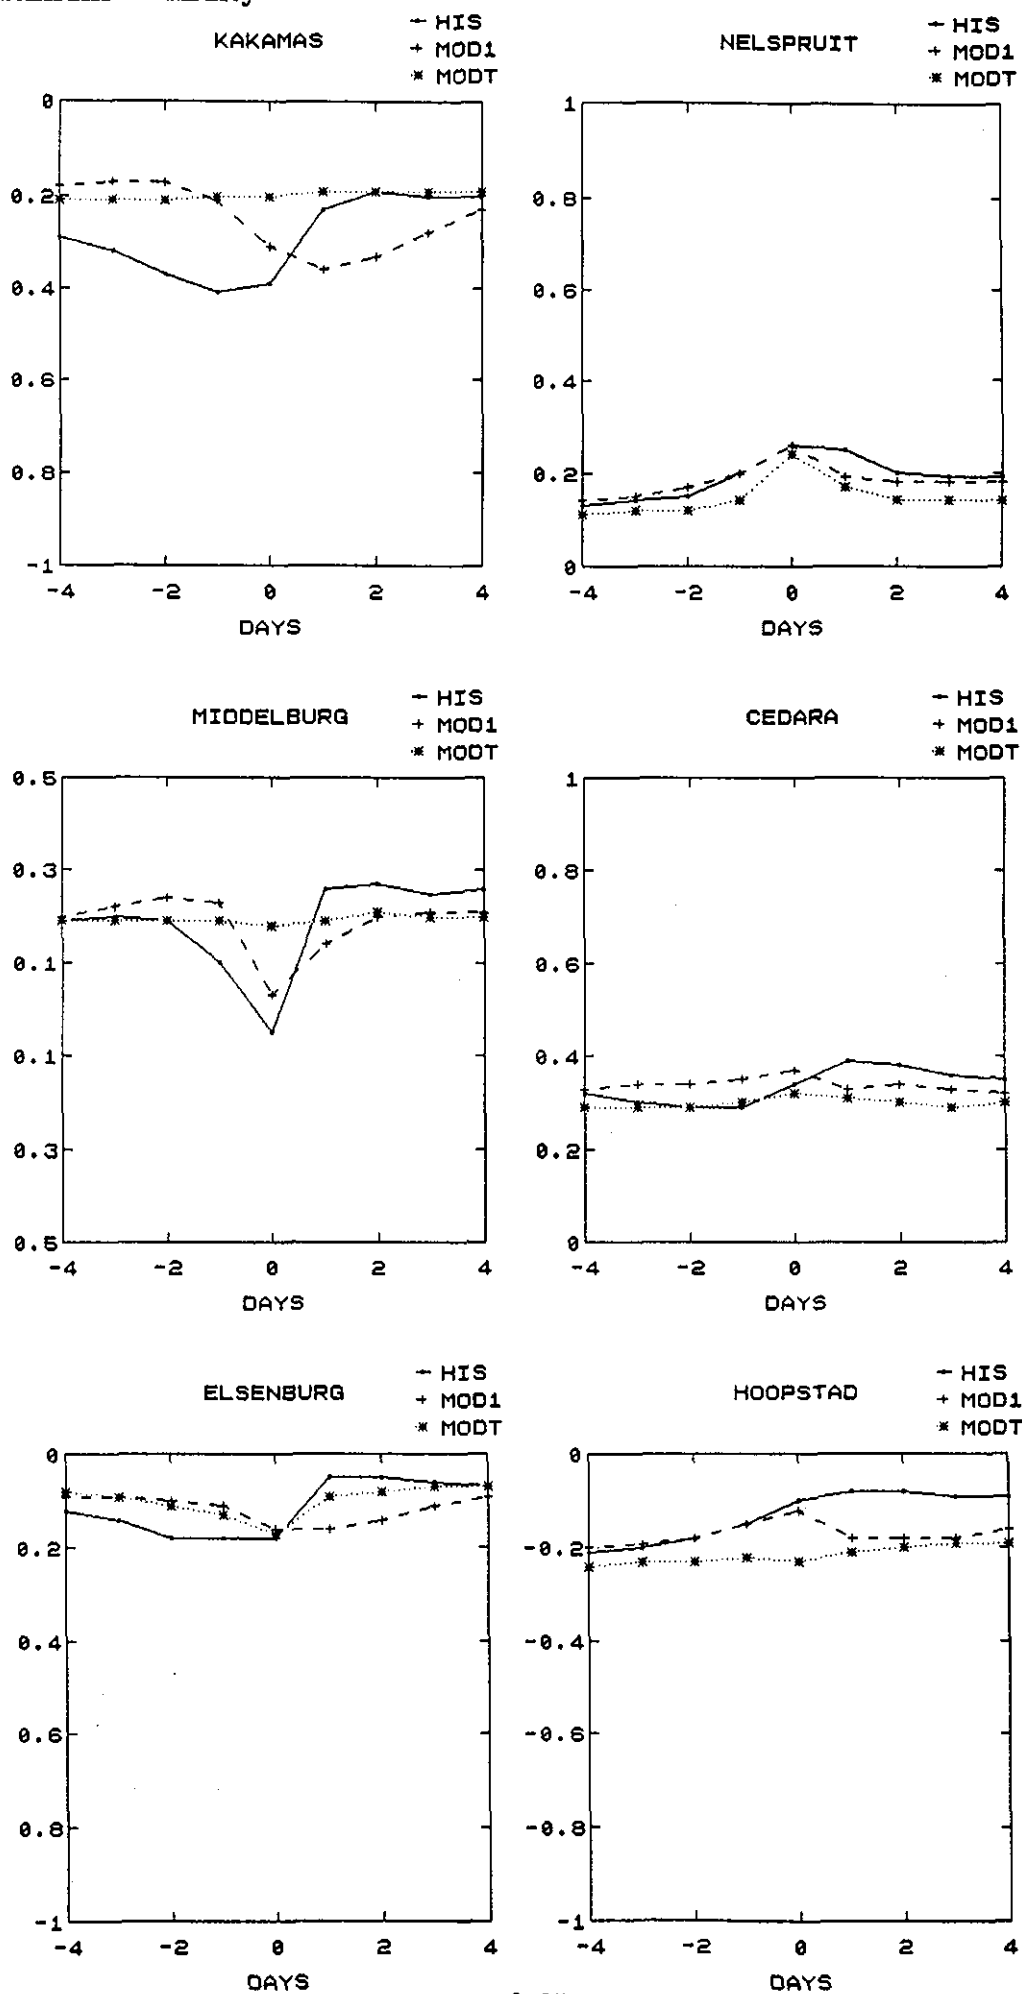 KAKAMAS
HIS
MOD1
MODT
0
0.2
0.4
0.6
0.8
-1
-4 -2 0 2 4
DAYS
NELSPRUIT
HIS
MOD1
MODT
1
0.8
0.6
0.4
0.2
0
-4 -2 0 2 4
DAYS
MIDDELBURG
HIS
MOD1
MODT
0.5
0.3
0.1
0.1
0.3
0.5
-4 -2 0 2 4
DAYS
CEDARA
HIS
MOD1
MODT
1
0.8
0.6
0.4
0.2
0
-4 -2 0 2 4
DAYS
ELSENBURG
HIS
MOD1
MODT
0
0.2
0.4
0.6
0.8
-1
-4 -2 0 2 4
DAYS
HOOPSTAD
HIS
MOD1
MODT
0
-0.2
-0.4
-0.6
-0.8
-1
-4 -2 0 2 4
DAYS